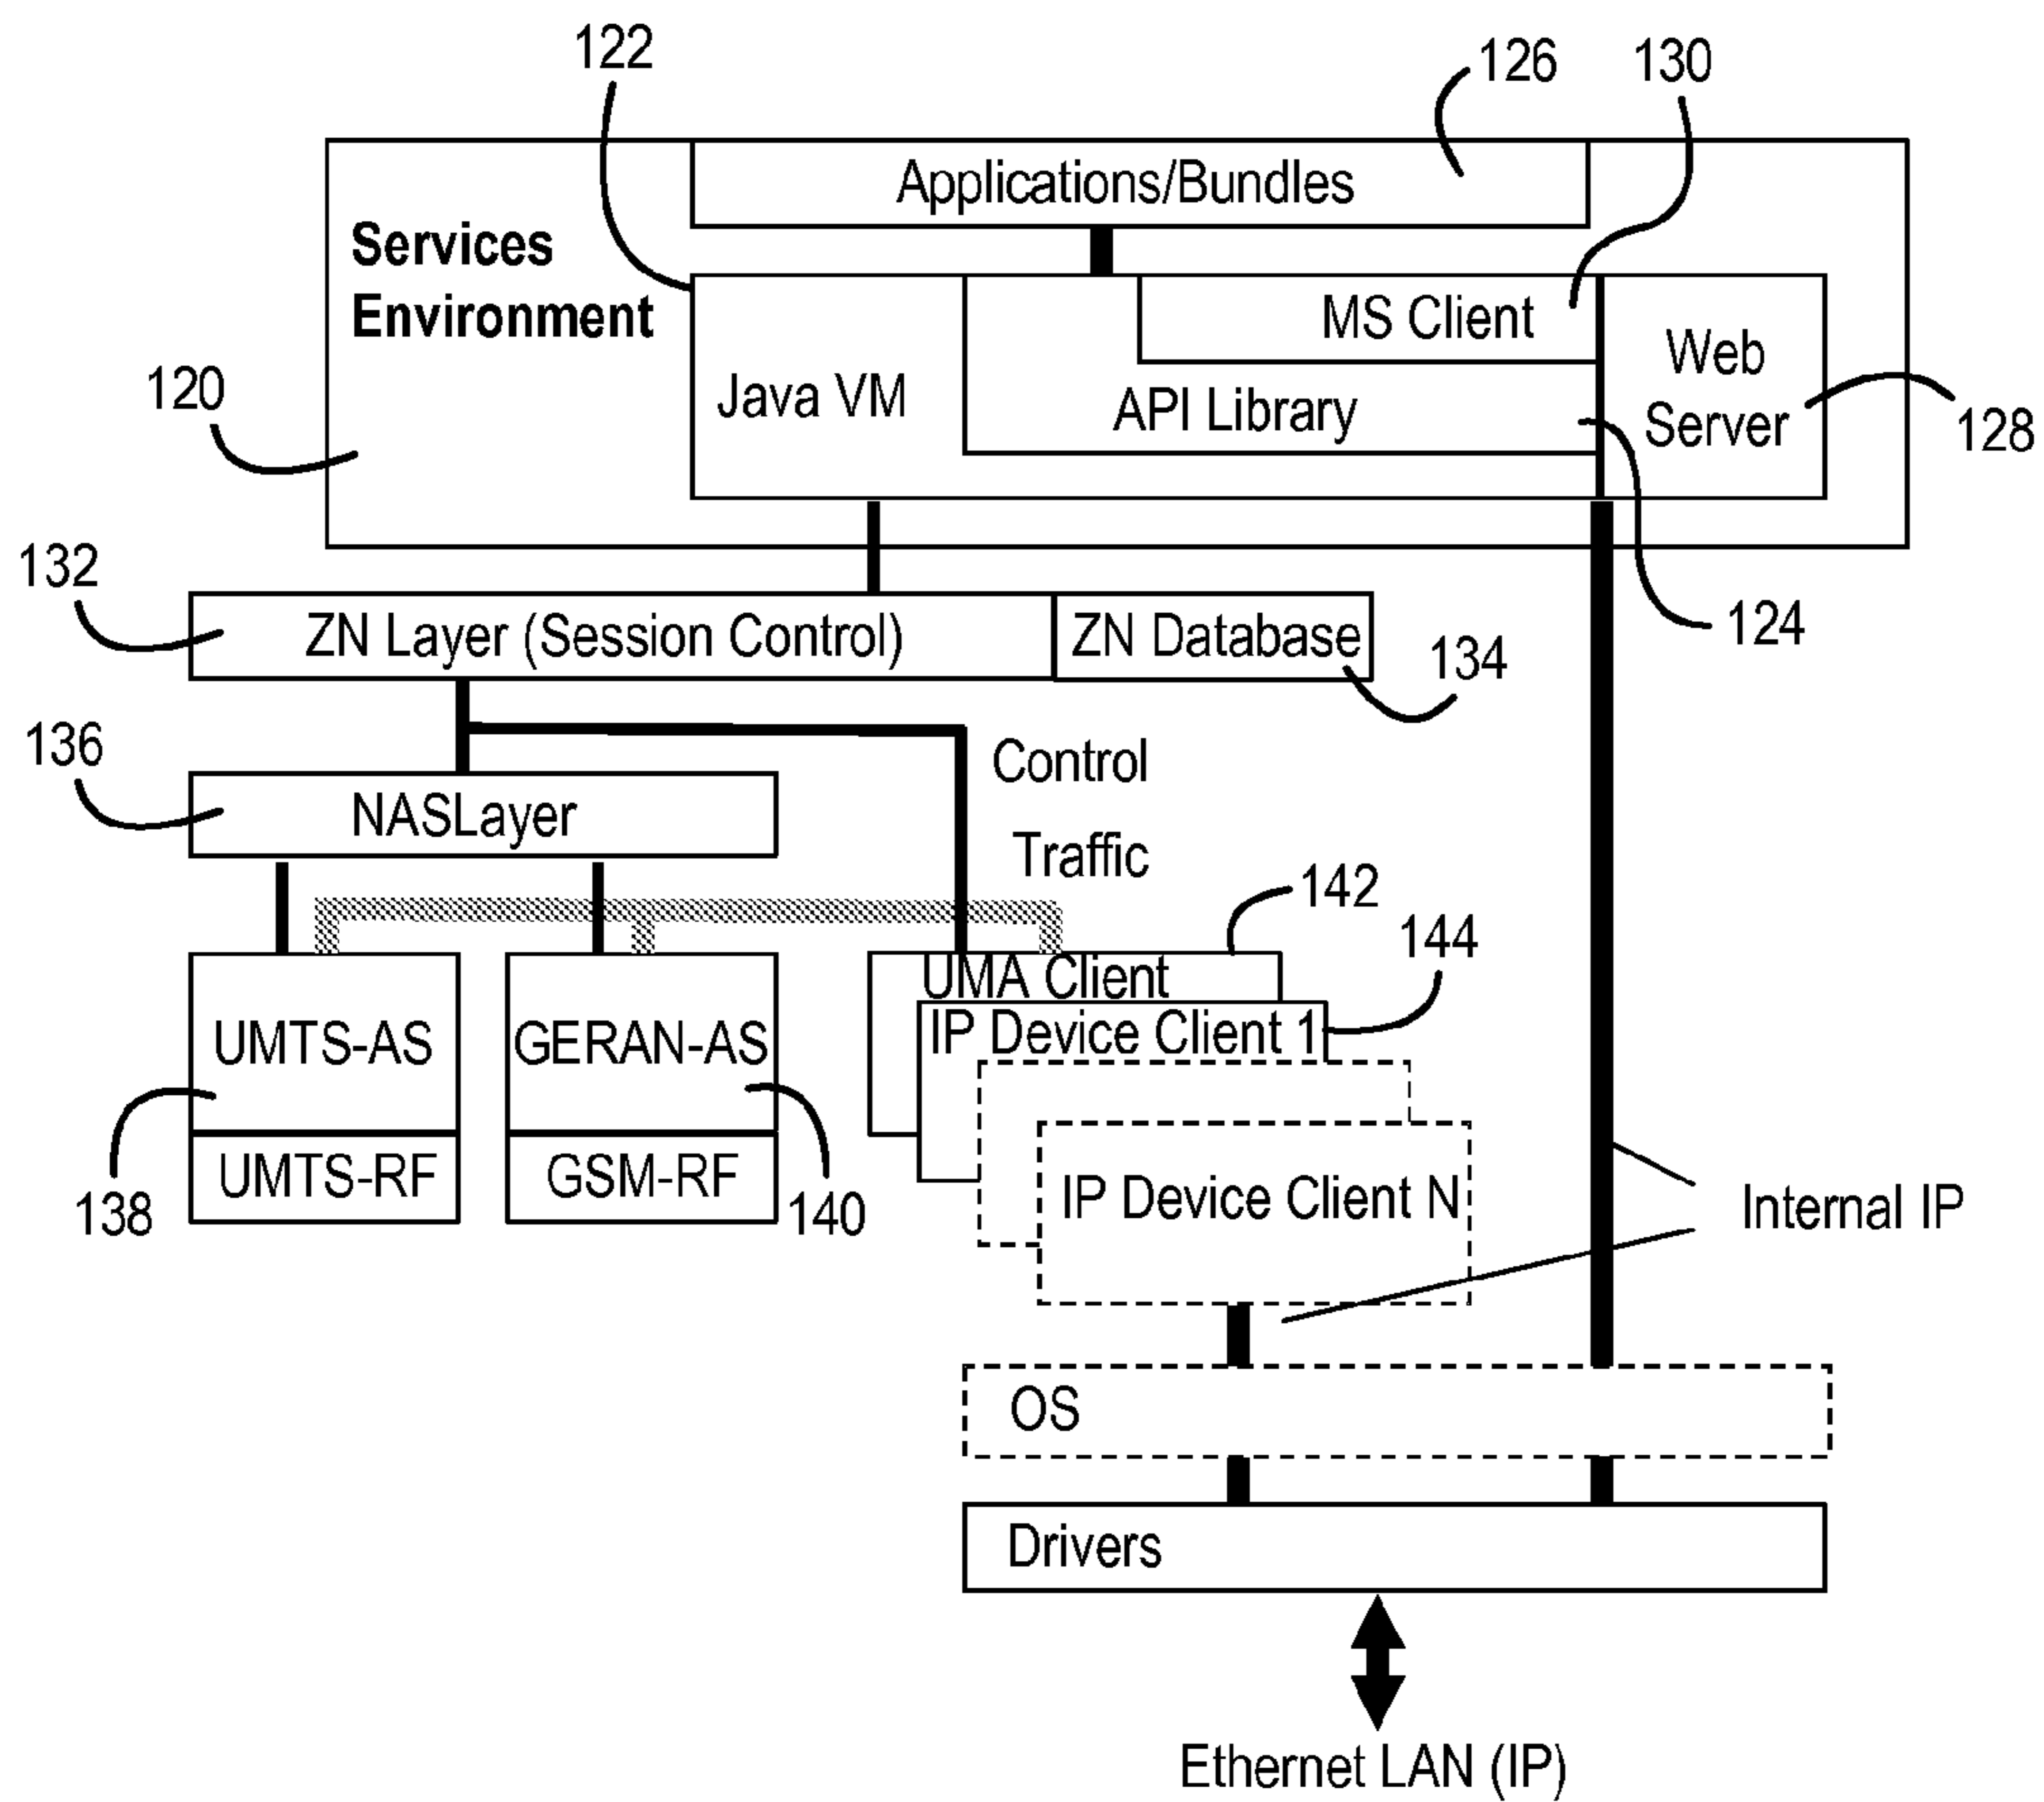 122
126
130
Applications/Bundles
Services
Environment
MS Client
Web
Server
Java VM
API Library
120
128
132
ZN Layer (Session Control)
ZN Database
124
134
136
Control
NASLayer
Traffic
142
144
UMA Client
UMTS-AS
GERAN-AS
IP Device Client 1
UMTS-RF
GSM-RF
138
140
IP Device Client N
Internal IP
OS
Drivers
Ethernet LAN (IP)